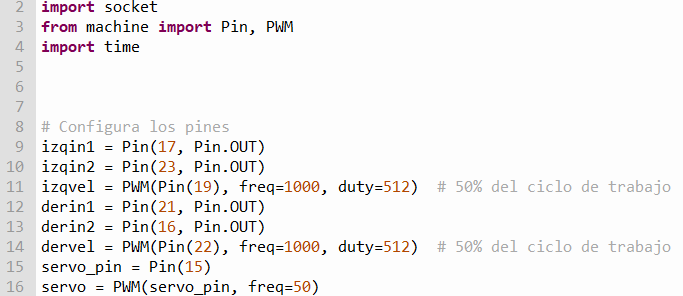 2 import socket
3 from machine import Pin, PWM
4 import time
5
6
7
8 # Configura los pines
9 izqin1 = Pin(17, Pin.OUT)
10 izqin2 = Pin(23, Pin.OUT)
11 izqvel = PWM(Pin(19), freq=1000, duty=512)  # 50% del ciclo de trabajo
12 derin1 = Pin(21, Pin.OUT)
13 derin2 = Pin(16, Pin.OUT)
14 dervel = PWM(Pin(22), freq=1000, duty=512)  # 50% del ciclo de trabajo
15 servo_pin = Pin(15)
16 servo = PWM(servo_pin, freq=50)